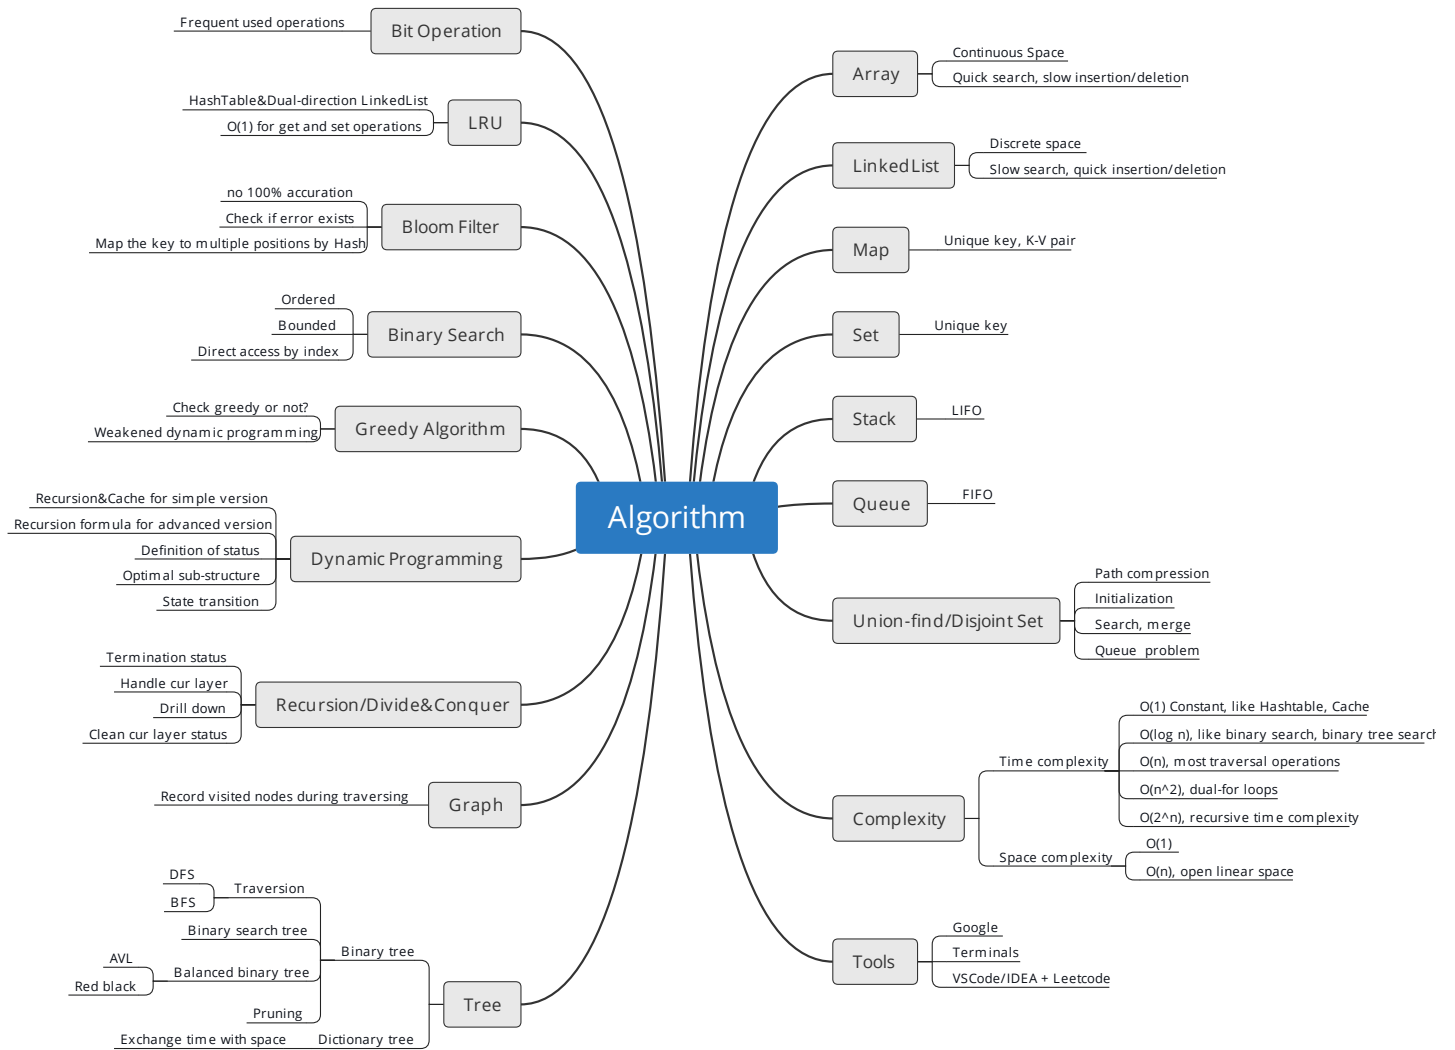 Algorithm
Bit Operation
Frequent used operations
LRU
HashTable&Dual-direction LinkedList
O(1) for get and set operations
Bloom Filter
no 100% accuration
Check if error exists
Map the key to multiple positions by Hash
Binary Search
Ordered
Bounded
Direct access by index
Greedy Algorithm
Check greedy or not?
Weakened dynamic programming
Dynamic Programming
Recursion&Cache for simple version
Recursion formula for advanced version
Definition of status
Optimal sub-structure
State transition
Recursion/Divide&Conquer
Termination status
Handle cur layer
Drill down
Clean cur layer status
Graph
Record visited nodes during traversing
Tree
Binary tree
Traversion
DFS
BFS
Binary search tree
Balanced binary tree
AVL
Red black
Pruning
Dictionary tree
Exchange time with space
Array
Continuous Space
Quick search, slow insertion/deletion
LinkedList
Discrete space
Slow search, quick insertion/deletion
Map
Unique key, K-V pair
Set
Unique key
Stack
LIFO
Queue
FIFO
Union-find/Disjoint Set
Path compression
Initialization
Search, merge
Queue problem
Complexity
Time complexity
O(1) Constant, like Hashtable, Cache
O(log n), like binary search, binary tree search
O(n), most traversal operations
O(n^2), dual-for loops
O(2^n), recursive time complexity
Space complexity
O(1)
O(n), open linear space
Tools
Google
Terminals
VSCode/IDEA + Leetcode